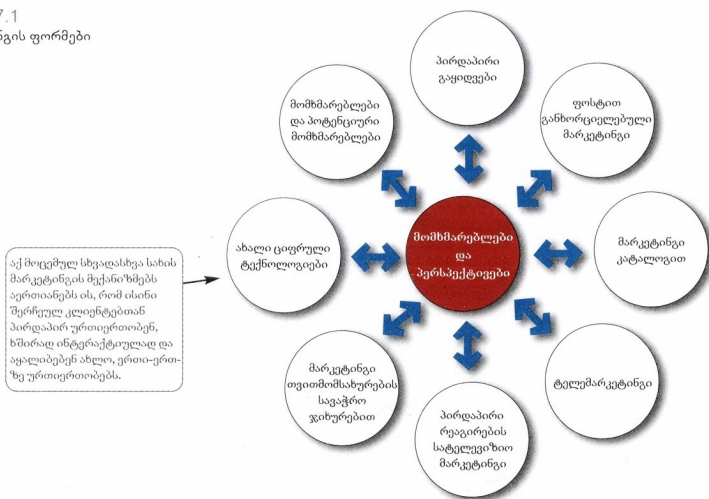 7.1
ნგის ფორმები
პირდაპირი
გაყიდვები
მომხმარებლები
და პოტენციური
მომხმარებლები
ფოსტით
განხორციელებული
მარკეტინგი
ახალი ციფრული
ტექნოლოგიები
მომხმარებლები
და
პერსპექტივები
მარკეტინგი
კატალოგით
აქ მოცემულ სხვადასხვა სახის
მარკეტინგის მექანიზმებს
აერთიანებს ის, რომ ისინი
შერჩეულ კლიენტებთან
პირდაპირ ურთიერთობენ,
ხშირად ინტერაქტიულად და
აყალიბებენ ახლო, ერთი-ერთ-
ზე ურთიერთობებს.
მარკეტინგი
თვითმომსახურების
სავაჭრო
ჯიხურებით
პირდაპირი
რეაგირების
სატელევიზიო
მარკეტინგი
ტელემარკეტინგი